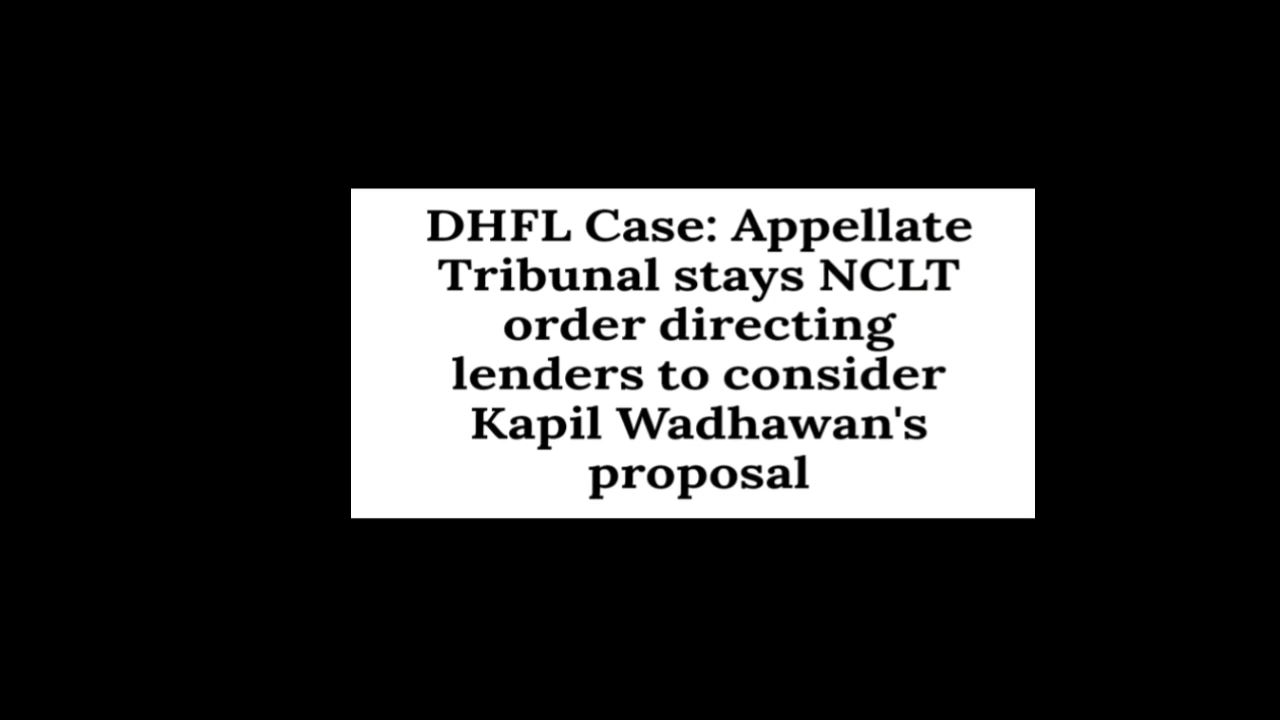 DHFL Case: Appellate
Tribunal stays NCLT
order directing
lenders to consider
Kapil Wadhawan's
proposal